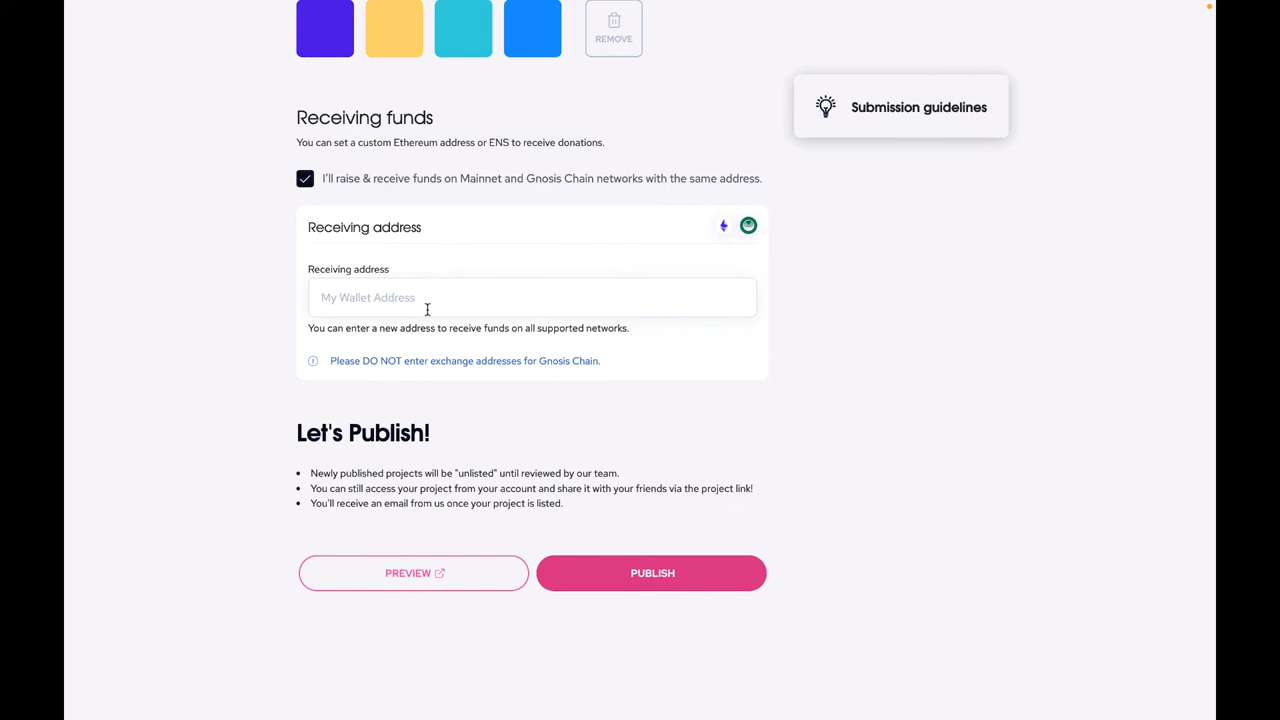 REMOVE
Submission guidelines
Receiving funds
You can set a custom Ethereum address or ENS to receive donations.
I'll raise & receive funds on Mainnet and Gnosis Chain networks with the same address.
Receiving address
Receiving address
My Wallet Address
You can enter a new address to receive funds on all supported networks.
Please DO NOT enter exchange addresses for Gnosis Chain.
Let's Publish!
Newly published projects will be "unlisted" until reviewed by our team.
You can still access your project from your account and share it with your friends via the project link!
You'll receive an email from us once your project is listed.
PREVIEW
PUBLISH